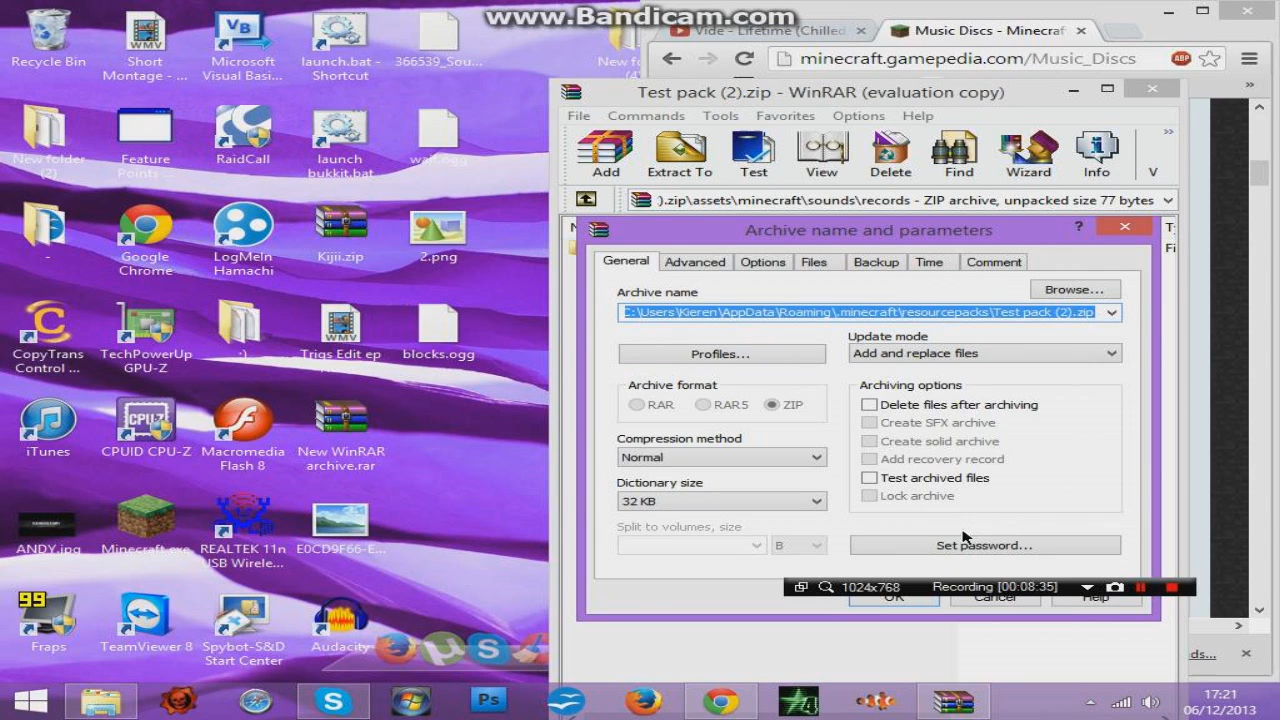 www.Bandicam.com
Recycle Bin
Short Montage - ...
Microsoft Visual Basi...
launch.bat - Shortcut
366539_Sou...
New folder (2)
Feature Points ...
RaidCall
launch bukkit.bat
wait.ogg
-
Google Chrome
LogMeIn Hamachi
Kijii.zip
2.png
CopyTrans Control ...
TechPowerUp GPU-Z
:)
Triqs Edit ep
blocks.ogg
iTunes
CPUID CPU-Z
Macromedia Flash 8
New WinRAR archive.rar
ANDY.jpg
Minecraft.exe
REALTEK 11n USB Wirele...
E0CD9F66-E...
99
Fraps
TeamViewer 8
Spybot-S&D Start Center
Audacity
Vide - Lifetime (Chilled
Music Discs - Minecraf
minecraft.gamepedia.com/Music_Discs
ABP
Test pack (2).zip - WinRAR (evaluation copy)
File Commands Tools Favorites Options Help
Add Extract To Test View Delete Find Wizard Info V
).zip\assets\minecraft\sounds\records - ZIP archive, unpacked size 77 bytes
Archive name and parameters
General Advanced Options Files Backup Time Comment
Archive name
Browse...
C:\Users\Kieren\AppData\Roaming\.minecraft\resourcepacks\Test pack (2).zip
Update mode
Profiles...
Add and replace files
Archive format
RAR RAR5 ZIP
Archiving options
Delete files after archiving
Create SFX archive
Create solid archive
Add recovery record
Test archived files
Lock archive
Compression method
Normal
Dictionary size
32 KB
Split to volumes, size
B
Set password...
1024x768 Recording [00:08:35]
OK Cancel Help
ds...
17:21
06/12/2013